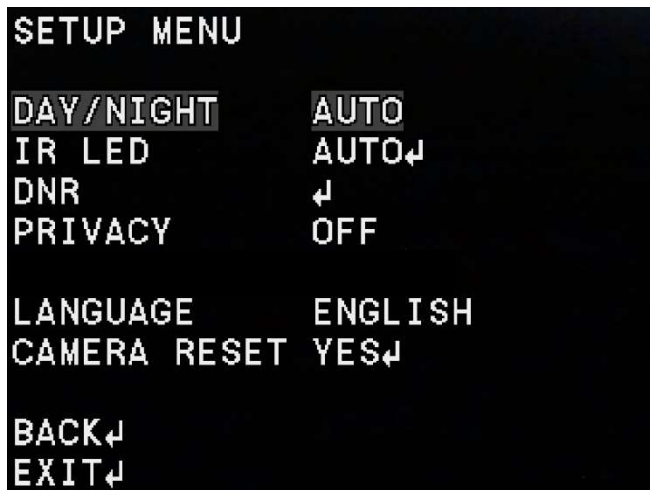 SETUP MENU
DAY/NIGHT AUTO
IR LED AUTO↵
DNR ↵
PRIVACY OFF
LANGUAGE ENGLISH
CAMERA RESET YES↵
BACK↵
EXIT↵